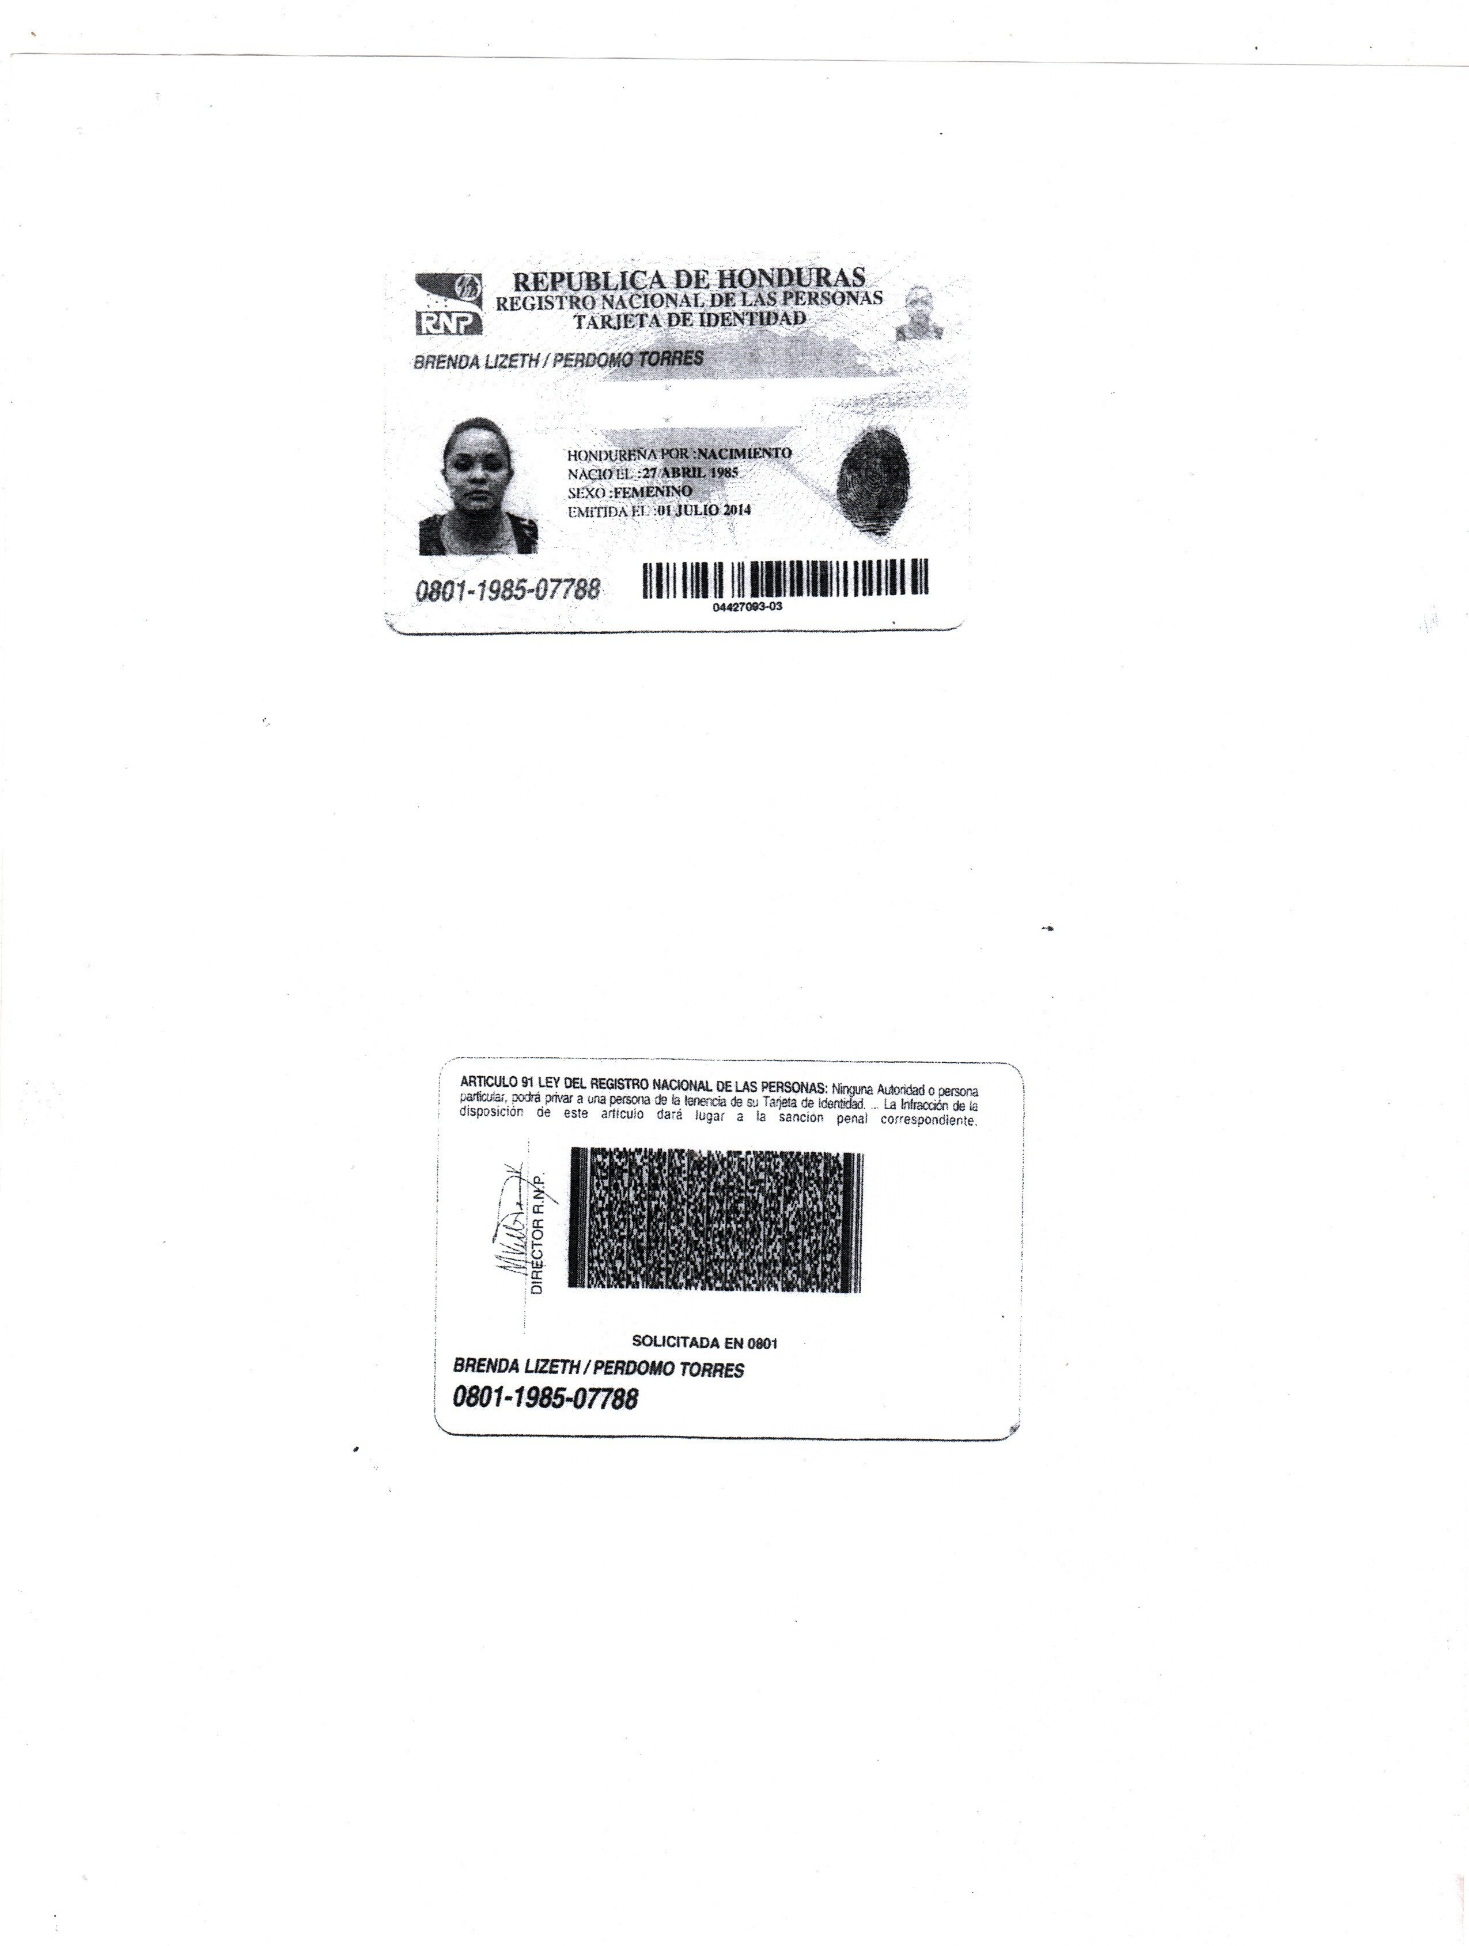 REPUBLICA DE HONDURAS
REGISTRO NACIONAL DE LAS PERSONAS
TARJETA DE IDENTIDAD
RNP
BRENDA LIZETH / PERDOMO TORRES
HONDUREÑA POR :NACIMIENTO
NACIO EL :27 ABRIL 1985
SEXO :FEMENINO
EMITIDA EL :01 JULIO 2014
0801-1985-07788
04427093-03
ARTICULO 91 LEY DEL REGISTRO NACIONAL DE LAS PERSONAS: Ninguna Autoridad o persona
particular, podrá privar a una persona de la tenencia de su Tarjeta de Identidad. ... La Infracción de la
disposición de este artículo dará lugar a la sancion penal correspondiente.
DIRECTOR R.N.P.
SOLICITADA EN 0801
BRENDA LIZETH / PERDOMO TORRES
0801-1985-07788